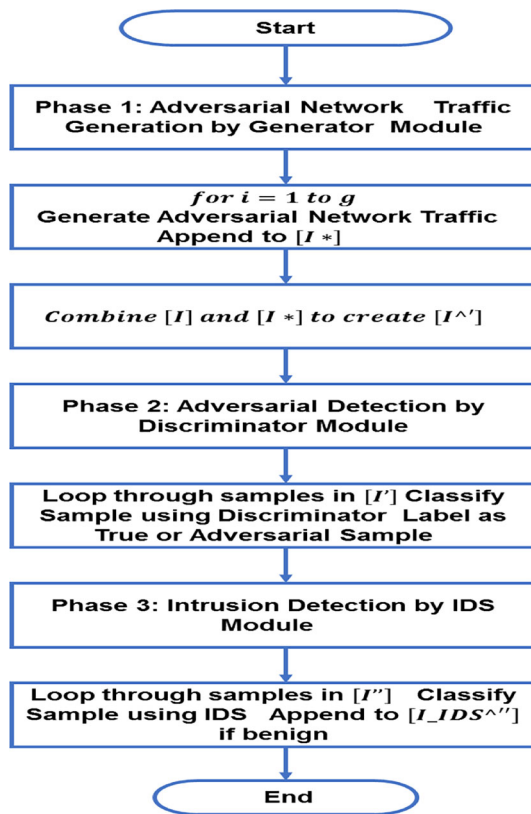 Start
Phase 1: Adversarial Network Traffic
Generation by Generator Module
for i = 1 to g
Generate Adversarial Network Traffic
Append to [I *]
Combine [I] and [I *] to create [I^′]
Phase 2: Adversarial Detection by
Discriminator Module
Loop through samples in [I′] Classify
Sample using Discriminator Label as
True or Adversarial Sample
Phase 3: Intrusion Detection by IDS
Module
Loop through samples in [I″] Classify
Sample using IDS Append to [I_IDS^″]
if benign
End